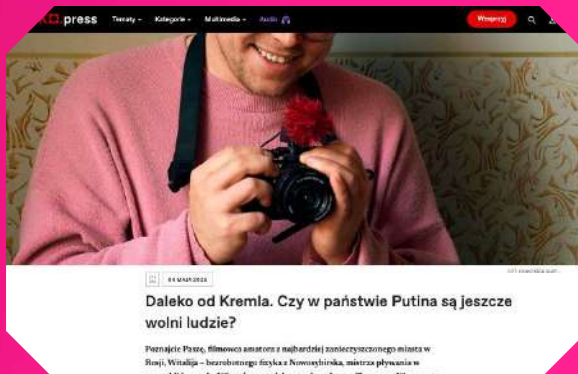 .press Tematy Kategorie Multimedia Audio Wesprzyj
Daleko od Kremla. Czy w państwie Putina są jeszcze
wolni ludzie?
Poznajcie Paszę, filmowca amatora z najbardziej zanieczyszczonego miasta w
Rosji, Witalija – bezrobotnego fizyka z Nowosybirska, mistrza pływania w